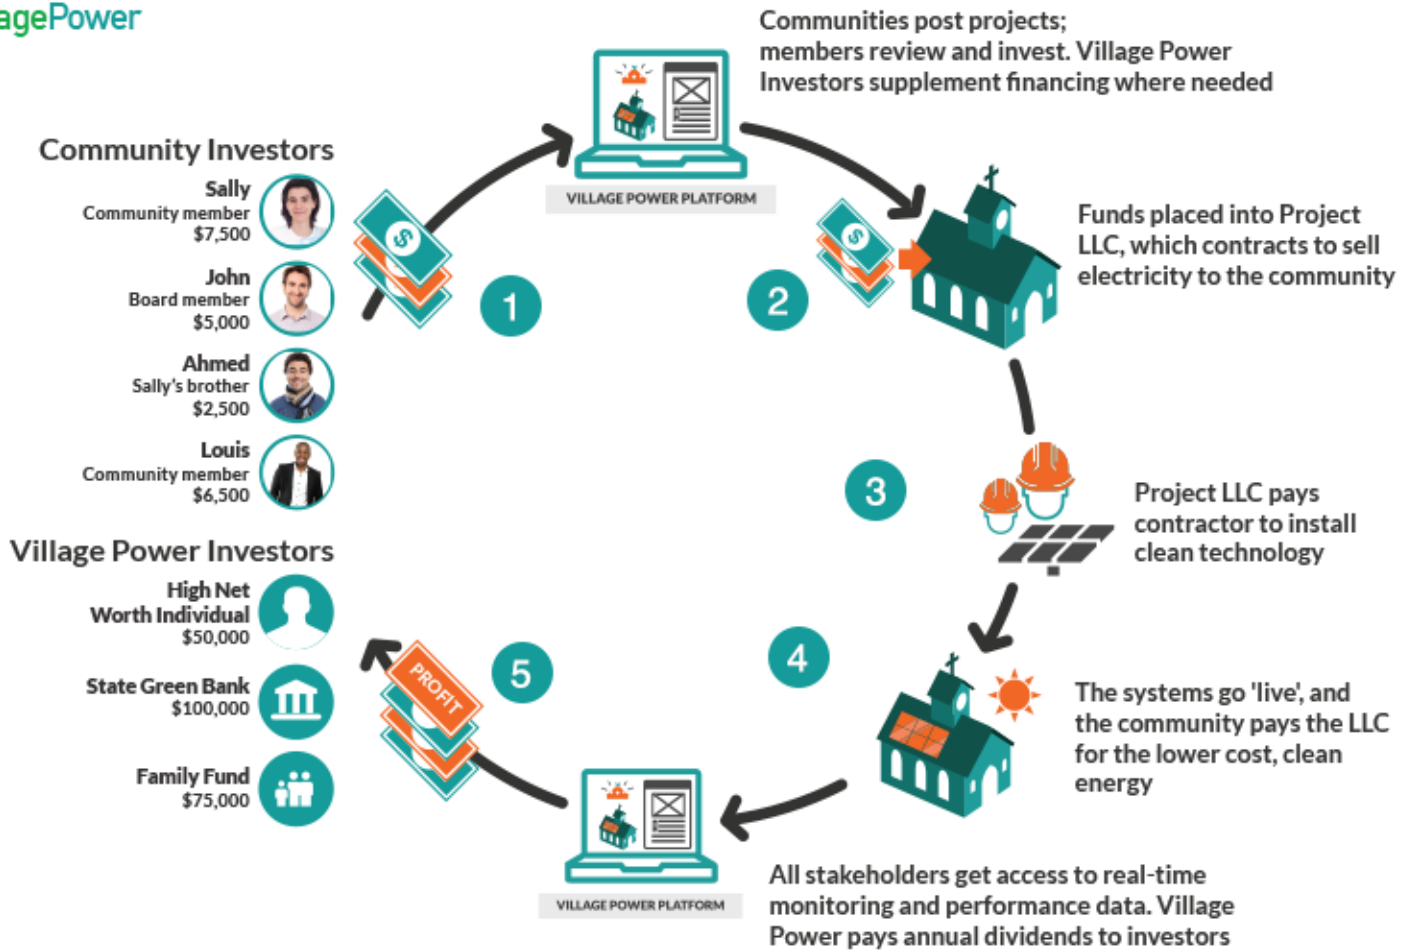 agePower
Communities post projects;
members review and invest. Village Power
Investors supplement financing where needed
Community Investors
Sally
Community member
$7,500
John
Board member
$5,000
Ahmed
Sally's brother
$2,500
Louis
Community member
$6,500
VILLAGE POWER PLATFORM
1
2
Funds placed into Project
LLC, which contracts to sell
electricity to the community
3
Project LLC pays
contractor to install
clean technology
Village Power Investors
High Net
Worth Individual
$50,000
State Green Bank
$100,000
Family Fund
$75,000
4
The systems go 'live', and
the community pays the LLC
for the lower cost, clean
energy
5
PROFIT
VILLAGE POWER PLATFORM
All stakeholders get access to real-time
monitoring and performance data. Village
Power pays annual dividends to investors